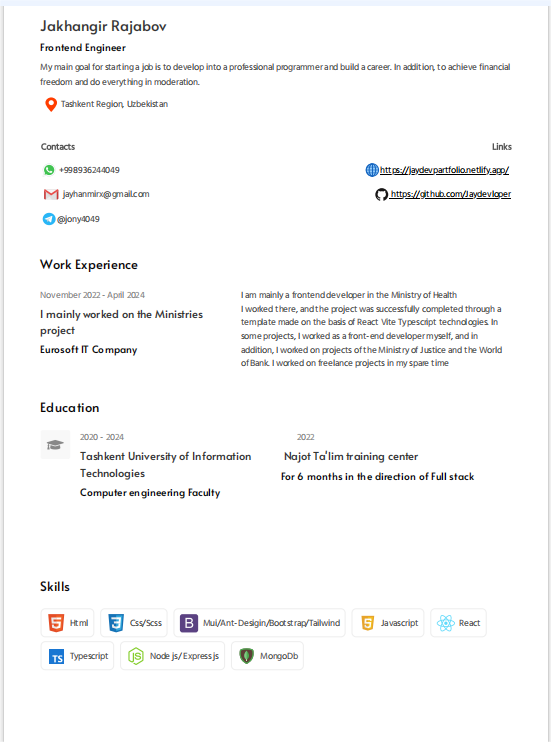 Jakhangir Rajabov
Frontend Engineer
My main goal for starting a job is to develop into a professional programmer and build a career. In addition, to achieve financial
freedom and do everything in moderation.
Tashkent Region, Uzbekistan
Contacts
Links
+998936244049
https://jaydevportfolio.netlify.app/
jayhanmirx@gmail.com
https://github.com/Jaydevloper
@jony4049
Work Experience
November 2022 - April 2024
I mainly worked on the Ministries
project
Eurosoft IT Company
I am mainly a frontend developer in the Ministry of Health
I worked there, and the project was successfully completed through a
template made on the basis of React Vite Typescript technologies. In
some projects, I worked as a front-end developer myself, and in
addition, I worked on projects of the Ministry of Justice and the World
of Bank. I worked on freelance projects in my spare time
Education
2020 - 2024
Tashkent University of Information
Technologies
Computer engineering Faculty
2022
Najot Ta'lim training center
For 6 months in the direction of Full stack
Skills
Html
Css/Scss
B
Mui/Ant-Desigin/Bootstrap/Tailwind
Javascript
React
TS
Typescript
Node js/ Express js
MongoDb